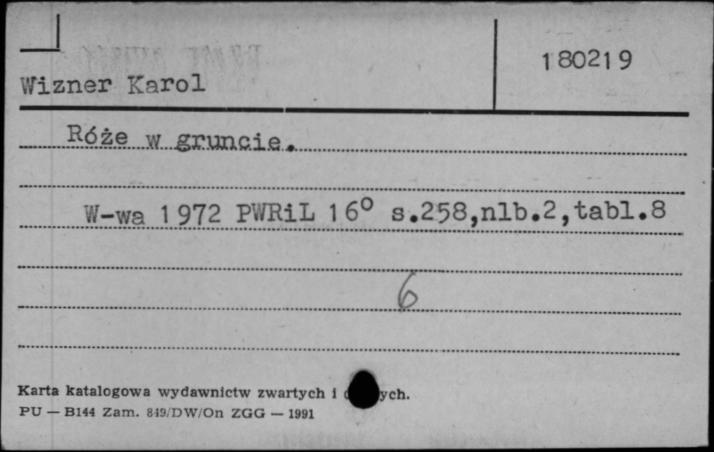 180219
Wizner Karol
Róże w gruncie.
W-wa 1972 PWRiL 16° s.258,nlb.2,tabl.8
6
Karta katalogowa wydawnictw zwartych i
PU — B144 Zam. 849/DW/On ZGG — 1991